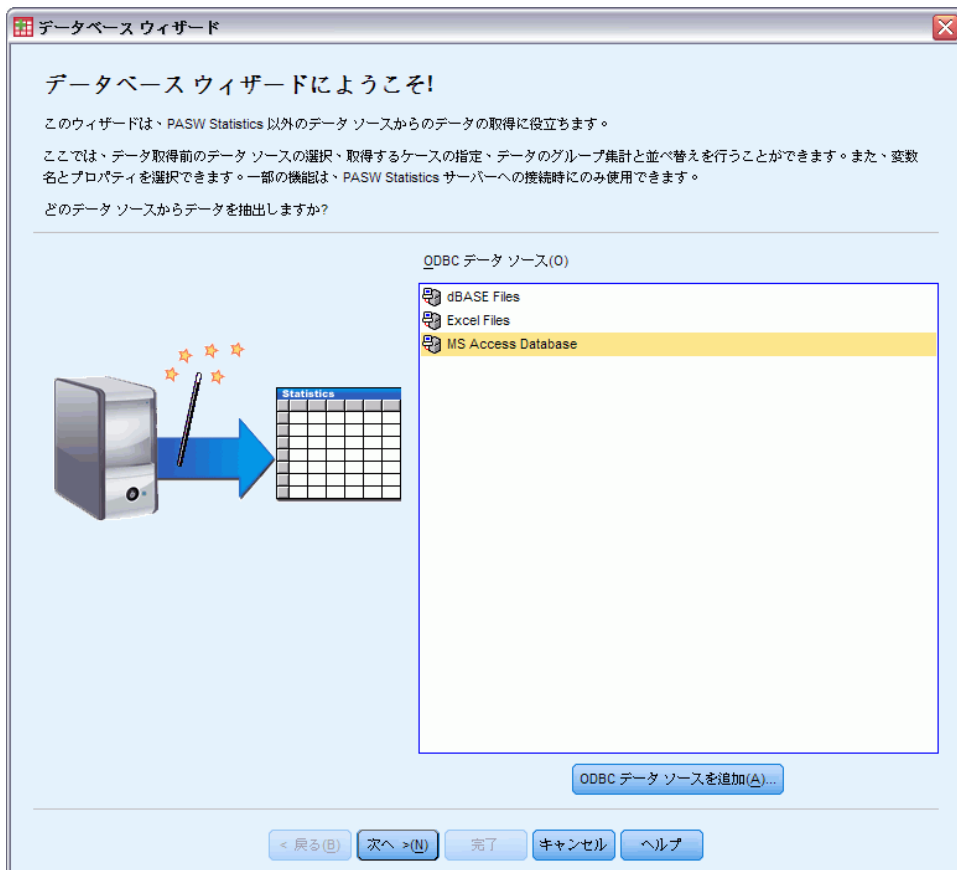 データベース ウィザード
データベース ウィザードにようこそ!
このウィザードは、PASW Statistics 以外のデータ ソースからのデータの取得に役立ちます。
ここでは、データ取得前のデータ ソースの選択、取得するケースの指定、データのグループ集計と並べ替えを行うことができます。また、変数
名とプロパティを選択できます。一部の機能は、PASW Statistics サーバーへの接続時にのみ使用できます。
どのデータ ソースからデータを抽出しますか?
ODBC データ ソース(O)
dBASE Files
Excel Files
MS Access Database
Statistics
ODBC データ ソースを追加(A)...
< 戻る(B) 次へ >(N) 完了 キャンセル ヘルプ